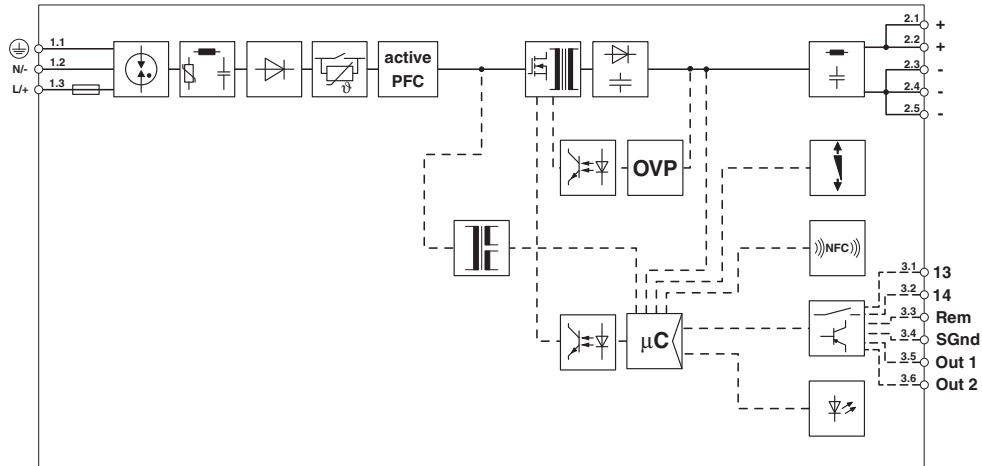 1.1
N/- 1.2
L/+ 1.3
active
PFC
ϑ
2.1 +
2.2 +
2.3 -
2.4 -
2.5 -
OVP
NFC
µC
3.1 13
3.2 14
3.3 Rem
3.4 SGnd
3.5 Out 1
3.6 Out 2